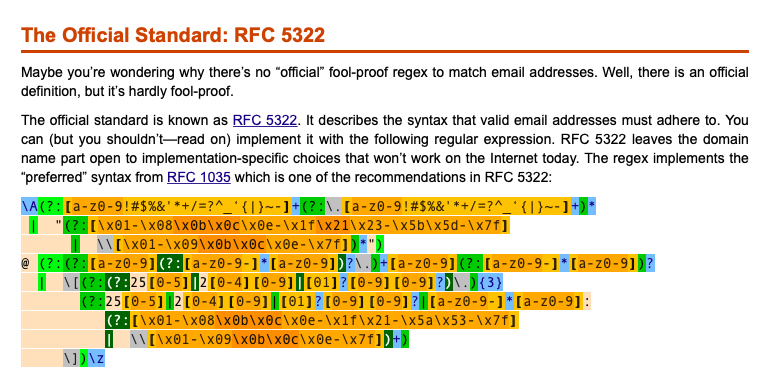 The Official Standard: RFC 5322
Maybe you're wondering why there's no “official” fool-proof regex to match email addresses. Well, there is an official
definition, but it's hardly fool-proof.
The official standard is known as RFC 5322. It describes the syntax that valid email addresses must adhere to. You
can (but you shouldn't—read on) implement it with the following regular expression. RFC 5322 leaves the domain
name part open to implementation-specific choices that won't work on the Internet today. The regex implements the
“preferred” syntax from RFC 1035 which is one of the recommendations in RFC 5322:
\A(?:[a-z0-9!#$%&'*+/=?^_`{|}~-]+(?:\.[a-z0-9!#$%&'*+/=?^_`{|}~-]+)*
| "(?:[\x01-\x08\x0b\x0c\x0e-\x1f\x21\x23-\x5b\x5d-\x7f]
| \\[\x01-\x09\x0b\x0c\x0e-\x7f])*")
@ (?:(?:[a-z0-9](?:[a-z0-9-]*[a-z0-9])?\.)+[a-z0-9](?:[a-z0-9-]*[a-z0-9])?
| \[(?:(?:25[0-5]|2[0-4][0-9]|[01]?[0-9][0-9]?)\.){3}
(?:25[0-5]|2[0-4][0-9]|[01]?[0-9][0-9]?|[a-z0-9-]*[a-z0-9]:
(?:[\x01-\x08\x0b\x0c\x0e-\x1f\x21-\x5a\x53-\x7f]
| \\[\x01-\x09\x0b\x0c\x0e-\x7f])+)
\])\z